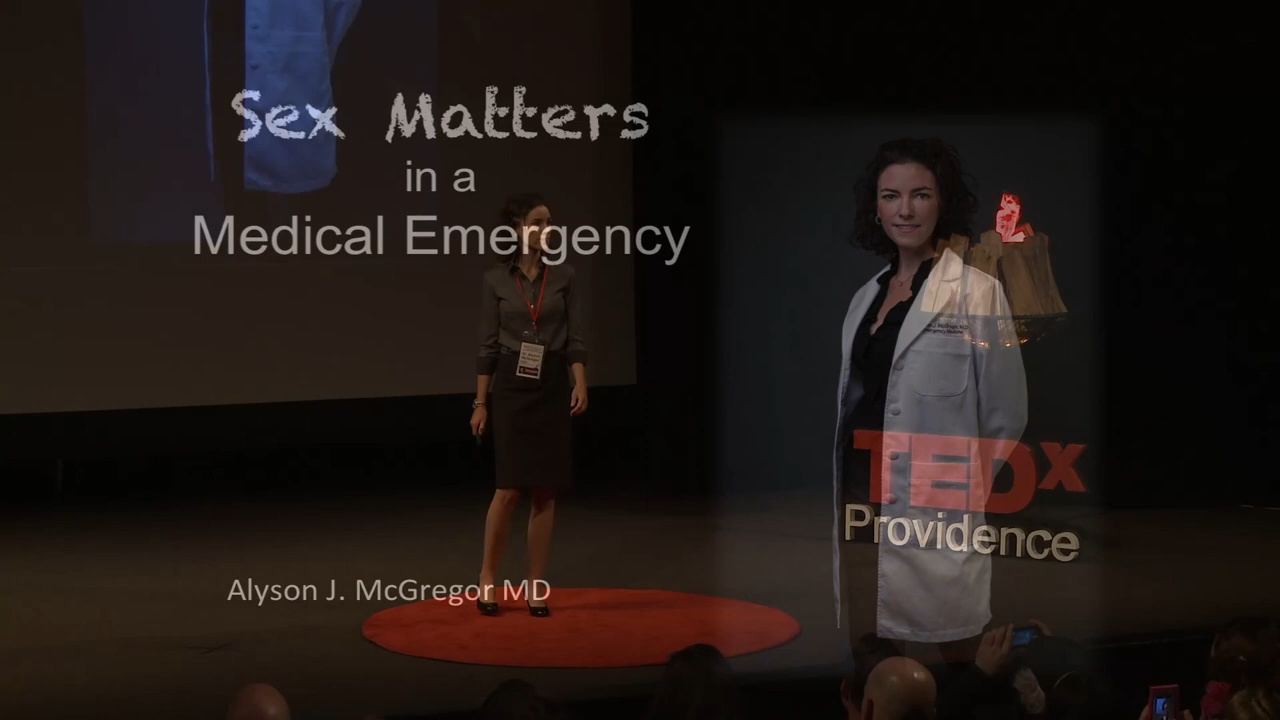 Sex Matters
in a
Medical Emergency
TEDx
Providence
Alyson J. McGregor MD